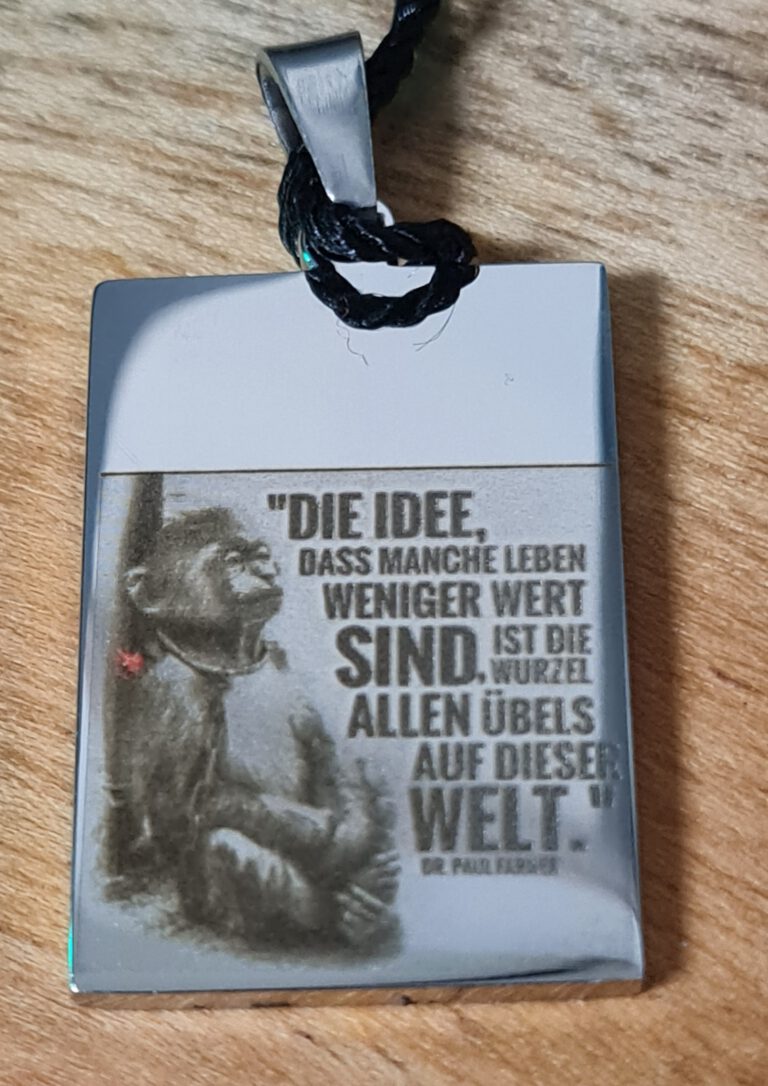 "DIE IDEE,
DASS MANCHE LEBEN
WENIGER WERT
SIND, IST DIE
WURZEL
ALLEN ÜBELS
AUF DIESER
WELT."
DR. PAUL FARMER